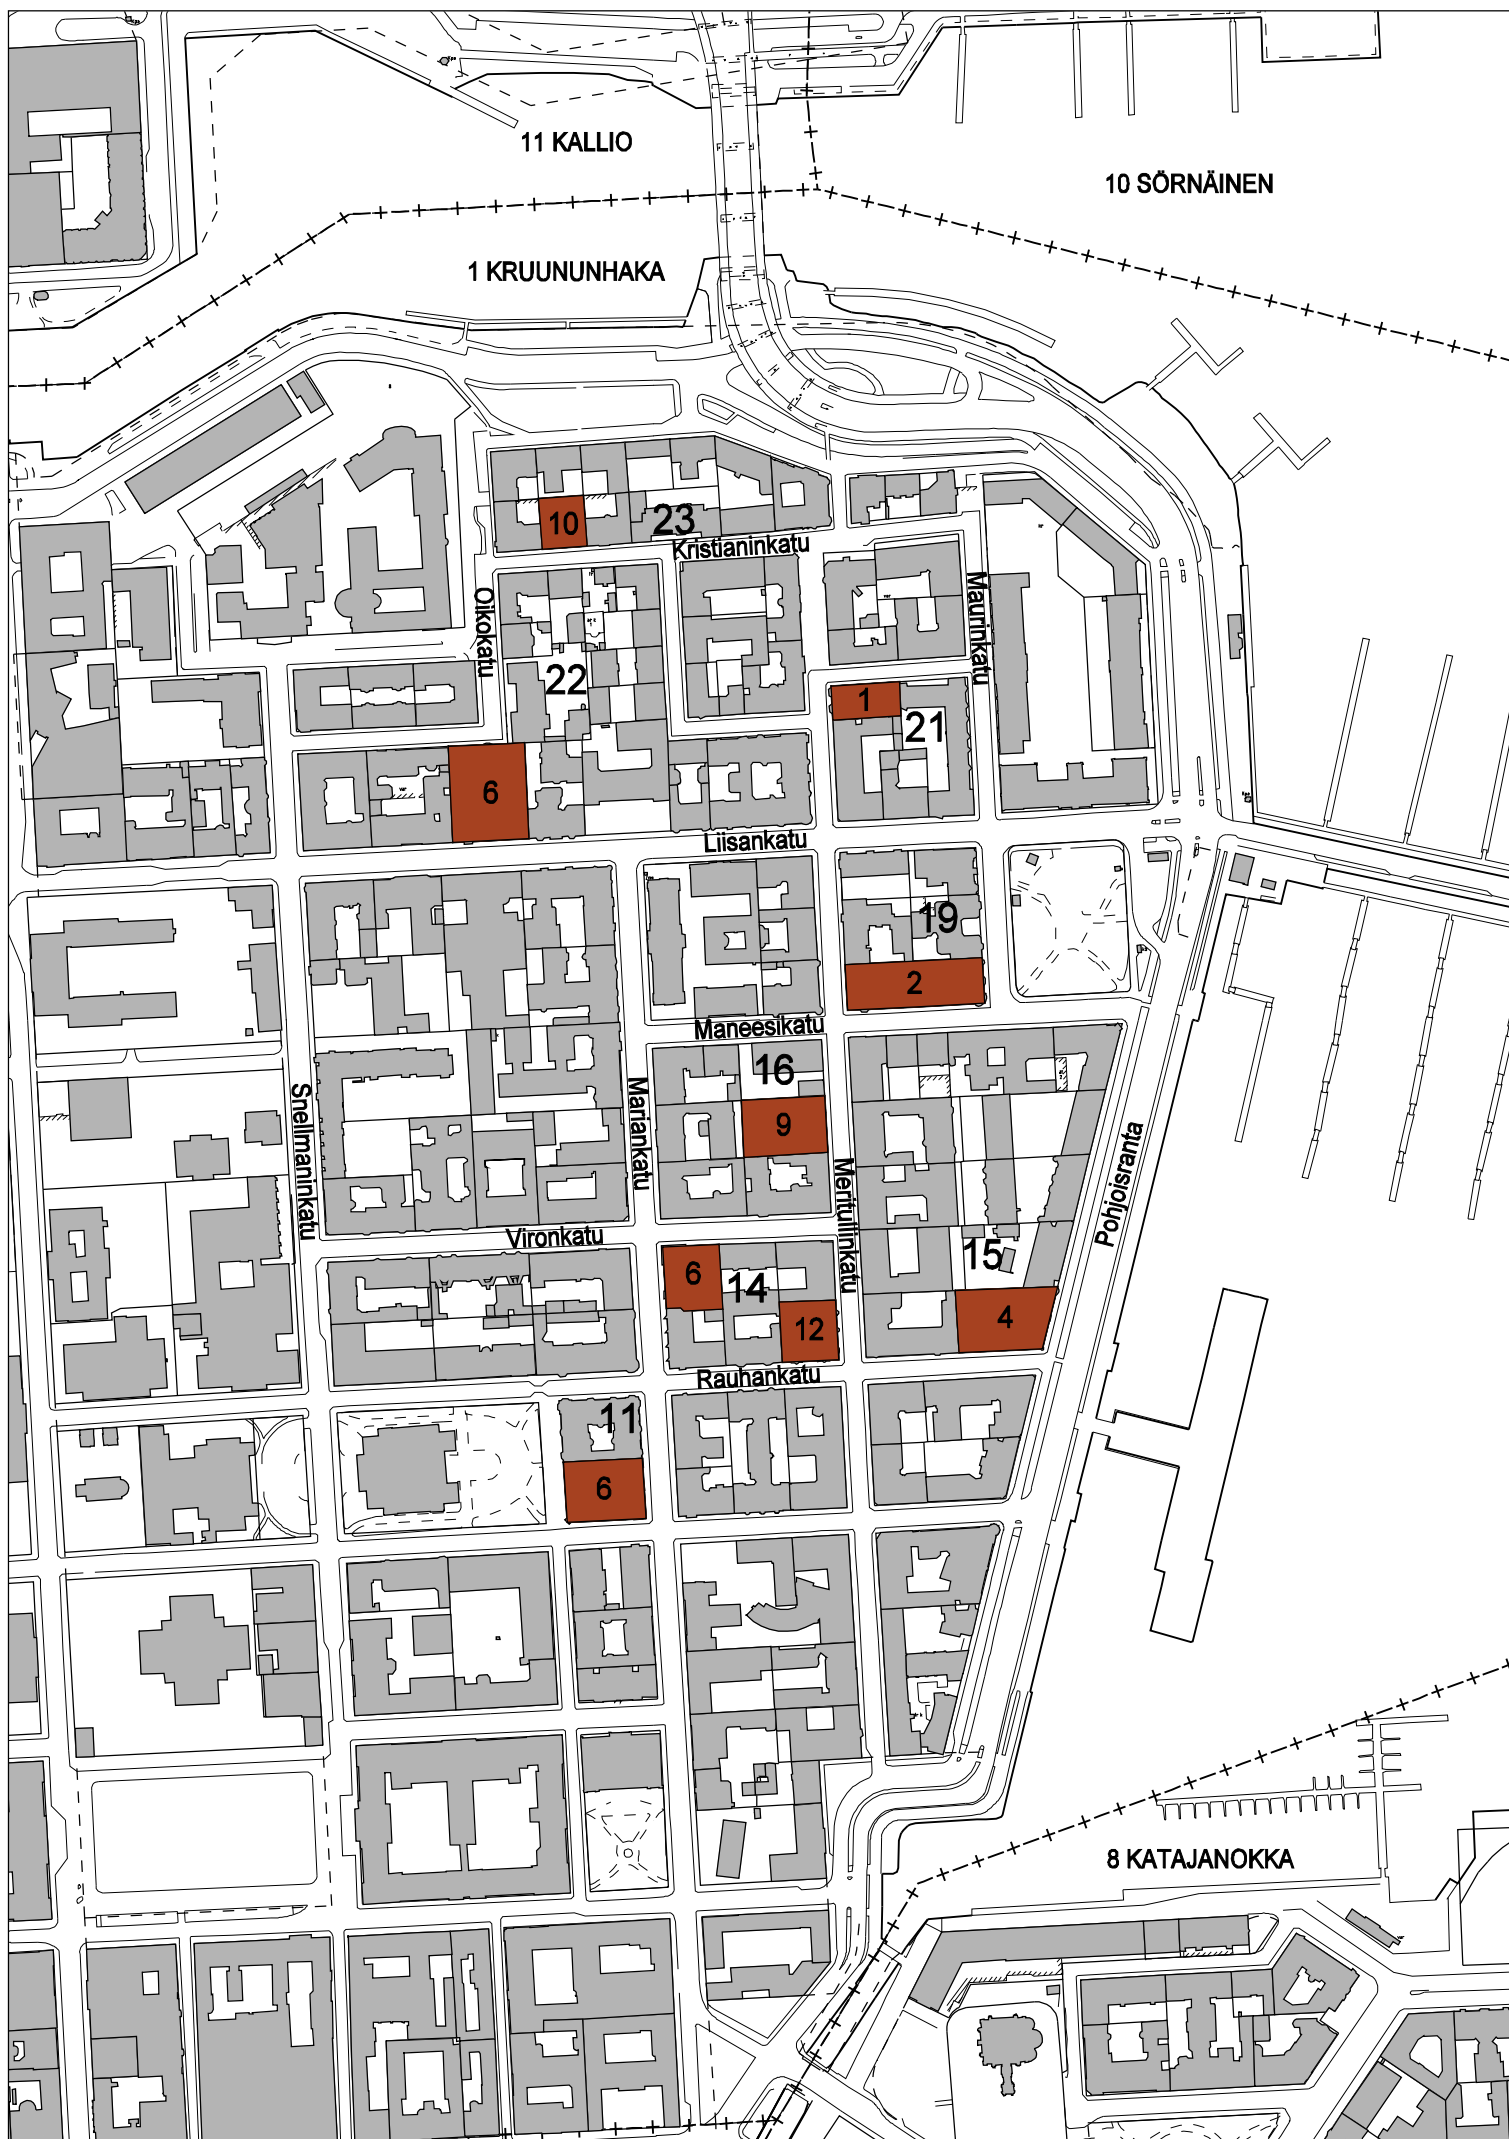 11 KALLIO
10 SÖRNÄINEN
1 KRUUNUNHAKA
10
23
Kristianinkatu
Oikokatu
Maurinkatu
22
1
21
6
Liisankatu
19
2
Maneesikatu
16
9
Snellmaninkatu
Mariankatu
Meritullinkatu
Pohjoisranta
Vironkatu
15
6
14
12
4
Rauhankatu
11
6
8 KATAJANOKKA